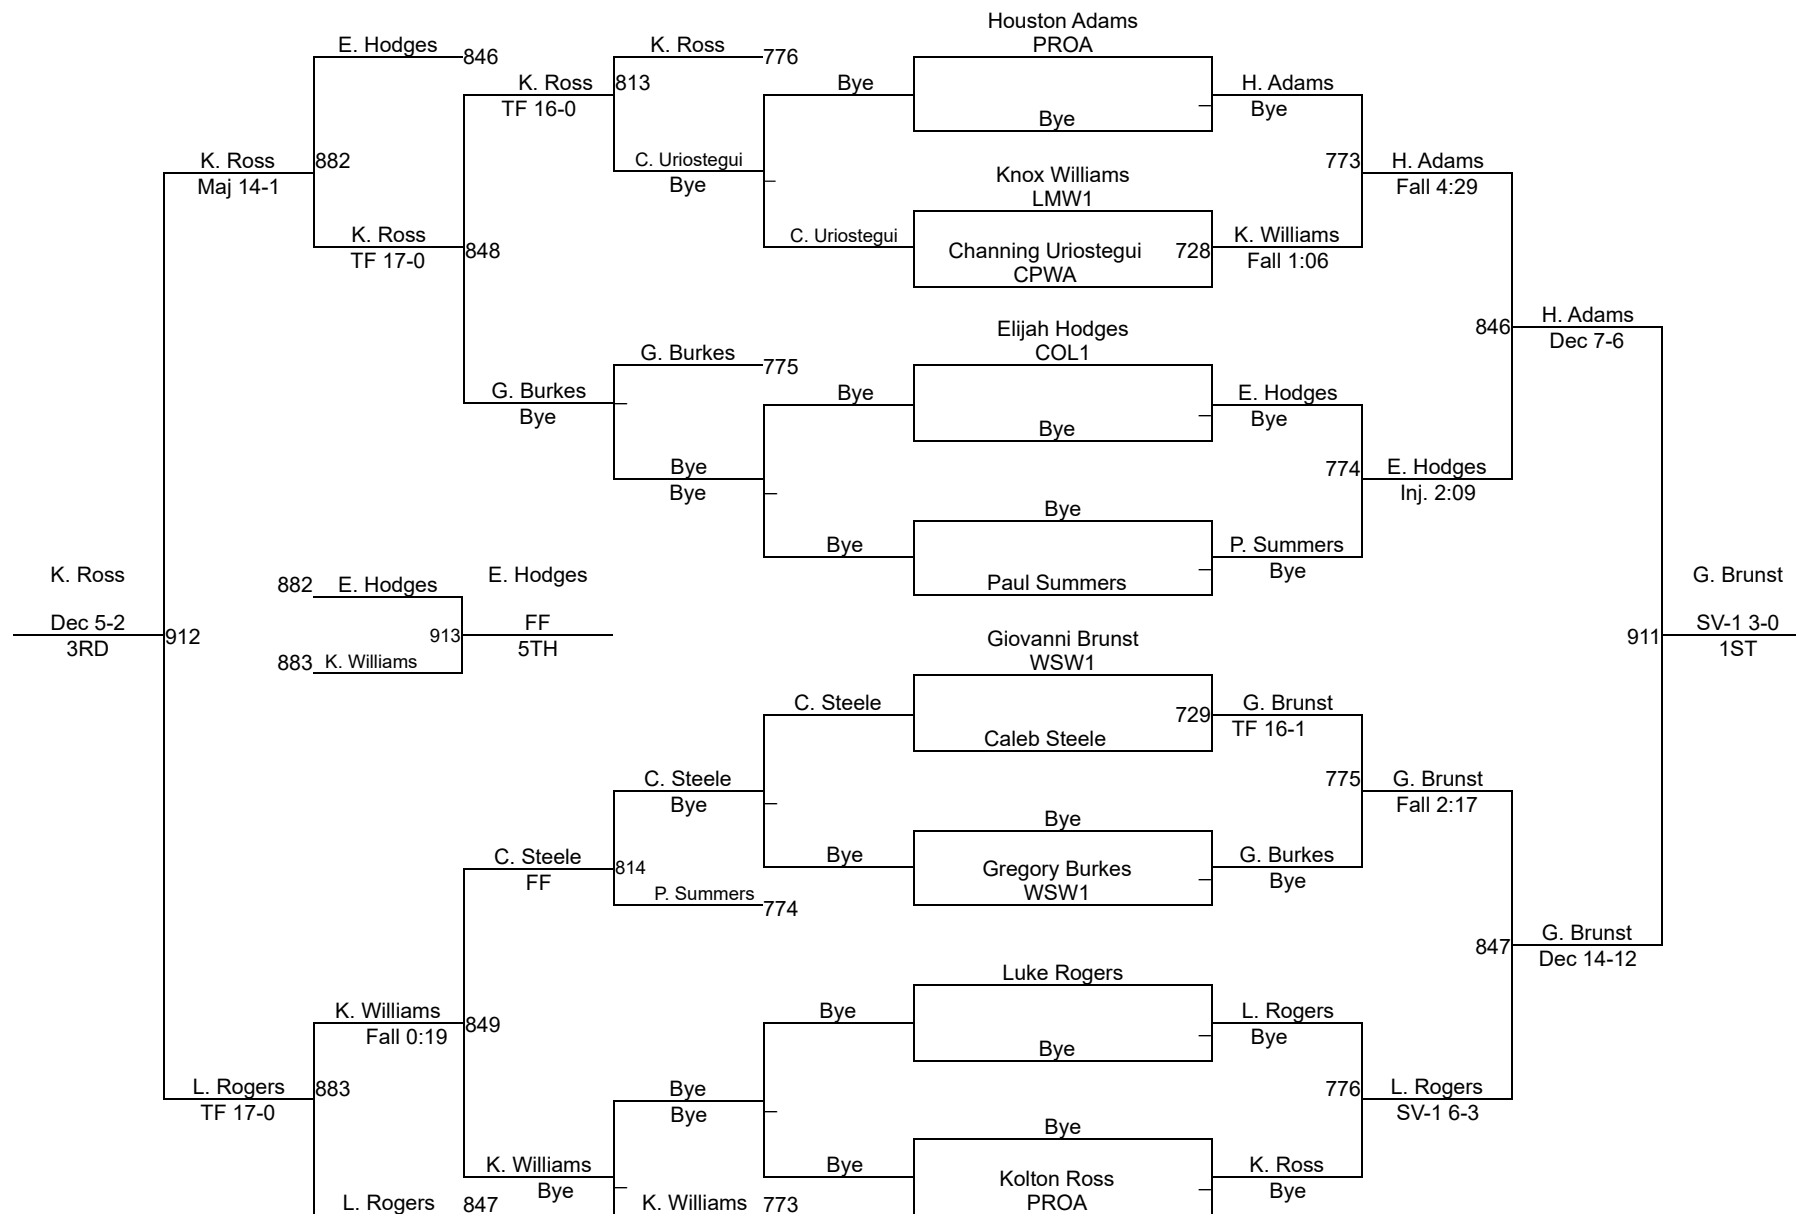 Houston Adams
E. Hodges
846
K. Ross
776
PROA
K. Ross
813
Bye
H. Adams
TF 16-0
Bye
Bye
K. Ross
882
C. Uriostegui
773
H. Adams
Maj 14-1
Bye
Knox Williams
Fall 4:29
LMW1
K. Ross
848
C. Uriostegui
Channing Uriostegui
728
K. Williams
TF 17-0
CPWA
Fall 1:06
Elijah Hodges
846
H. Adams
G. Burkes
775
COL1
Dec 7-6
G. Burkes
Bye
E. Hodges
Bye
Bye
Bye
Bye
774
E. Hodges
Bye
Inj. 2:09
Bye
Bye
P. Summers
K. Ross
882
E. Hodges
E. Hodges
Paul Summers
Bye
G. Brunst
Dec 5-2
912
913
FF
911
SV-1 3-0
3RD
883
K. Williams
5TH
Giovanni Brunst
1ST
WSW1
C. Steele
729
G. Brunst
Caleb Steele
TF 16-1
C. Steele
775
G. Brunst
Bye
Bye
Fall 2:17
C. Steele
814
Bye
Gregory Burkes
G. Burkes
FF
P. Summers
774
WSW1
Bye
847
G. Brunst
Dec 14-12
Luke Rogers
K. Williams
849
Bye
L. Rogers
Fall 0:19
Bye
Bye
L. Rogers
883
Bye
776
L. Rogers
TF 17-0
Bye
Bye
SV-1 6-3
K. Williams
Bye
Kolton Ross
K. Ross
Bye
PROA
Bye
L. Rogers
847
K. Williams
773